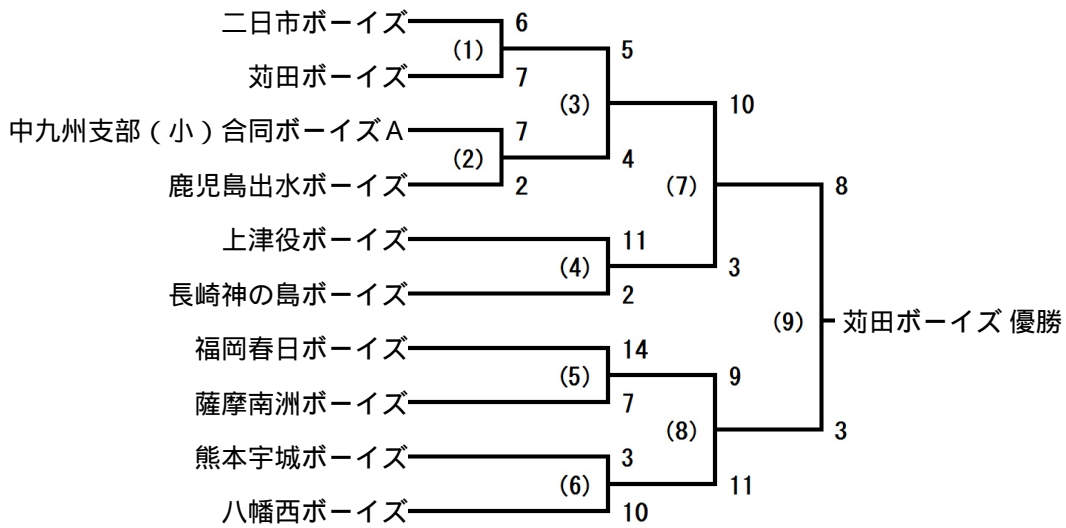 二日市ボーイズ 6
(1) 5
苅田ボーイズ 7
(3) 10
中九州支部（小）合同ボーイズA 7
(2) 4
鹿児島出水ボーイズ 2
(7) 8
上津役ボーイズ 11
(4) 3
長崎神の島ボーイズ 2
(9) 苅田ボーイズ 優勝
福岡春日ボーイズ 14
(5) 9
薩摩南洲ボーイズ 7
(8) 3
熊本宇城ボーイズ 3
(6) 11
八幡西ボーイズ 10